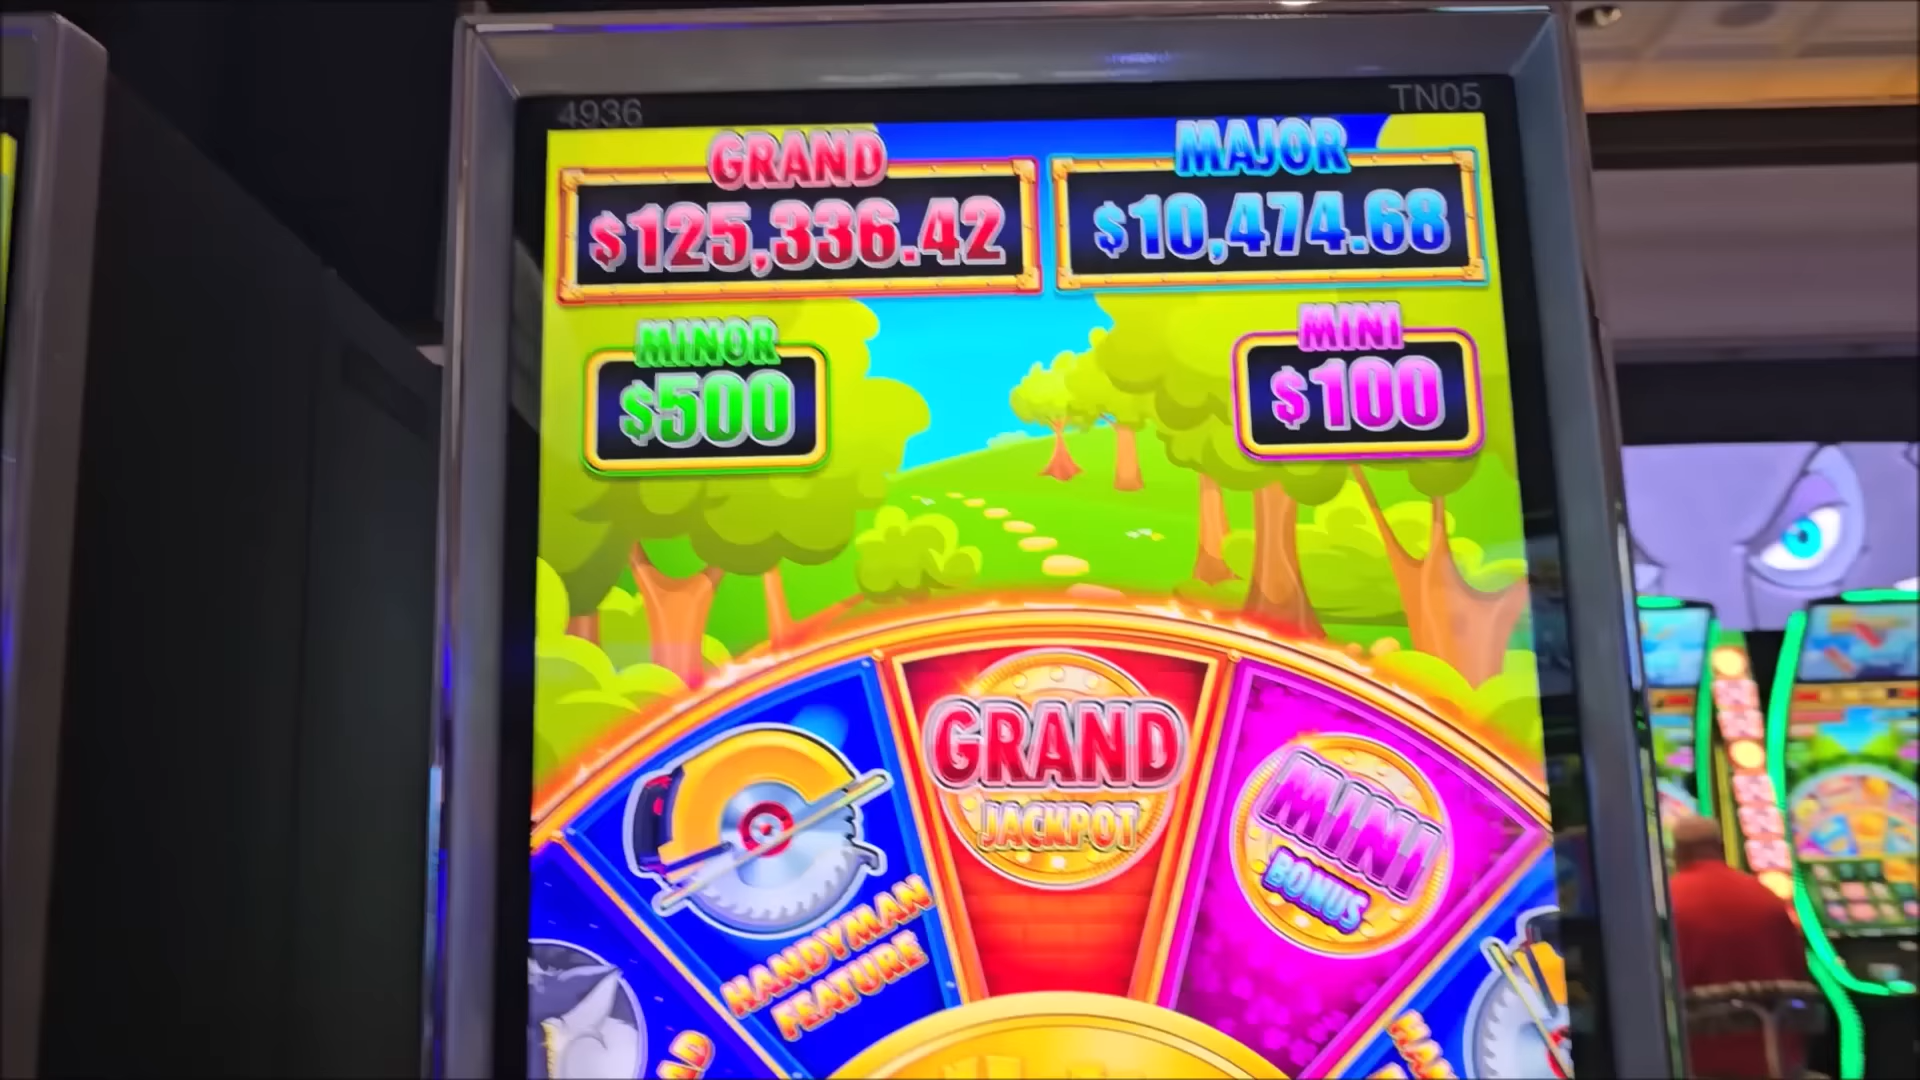 4936
TN05
GRAND
$125,336.42
MAJOR
$10,474.68
MINOR
$500
MINI
$100
HANDYMAN
FEATURE
GRAND
JACKPOT
MINI
BONUS